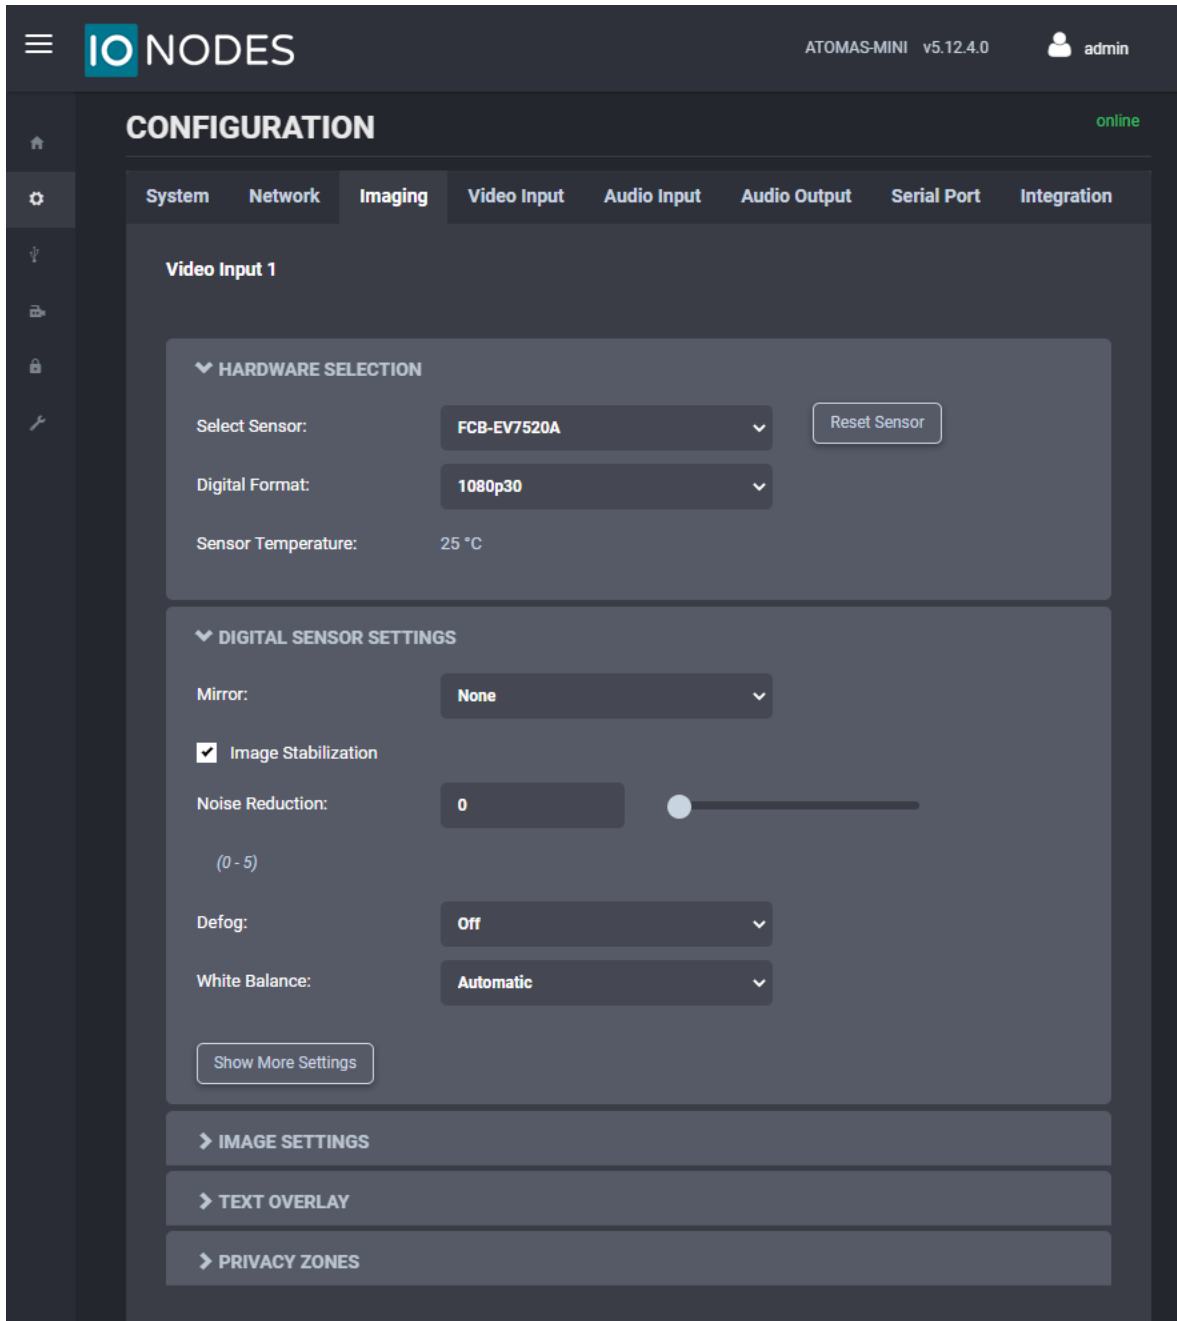 IONODES
ATOMAS-MINI v5.12.4.0 admin
CONFIGURATION online
System Network Imaging Video Input Audio Input Audio Output Serial Port Integration
Video Input 1
HARDWARE SELECTION
Select Sensor: FCB-EV7520A Reset Sensor
Digital Format: 1080p30
Sensor Temperature: 25 °C
DIGITAL SENSOR SETTINGS
Mirror: None
Image Stabilization
Noise Reduction: 0
(0 - 5)
Defog: Off
White Balance: Automatic
Show More Settings
IMAGE SETTINGS
TEXT OVERLAY
PRIVACY ZONES